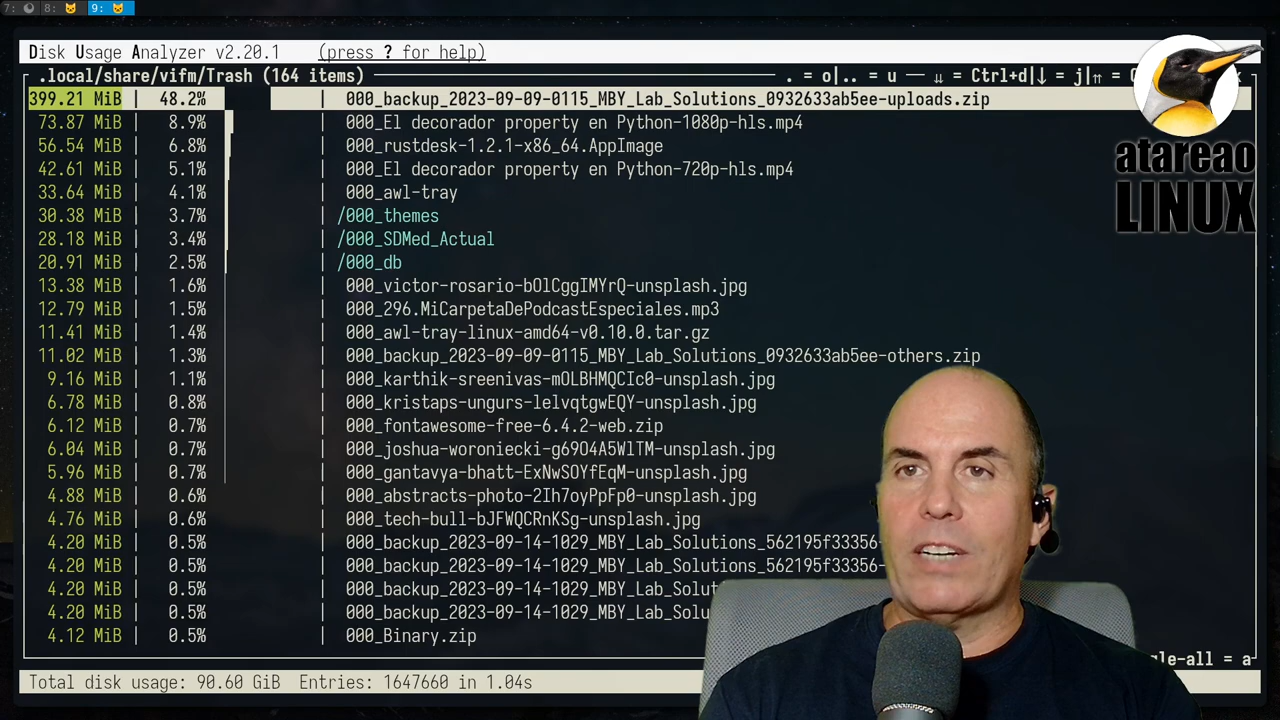 7: 8: 9:
Disk Usage Analyzer v2.20.1 (press ? for help)
.local/share/vifm/Trash (164 items) . = o|.. = u ── ⇊ = Ctrl+d|↓ = j|⇈ =
399.21 MiB | 48.2% | 000_backup_2023-09-09-0115_MBY_Lab_Solutions_0932633ab5ee-uploads.zip
73.87 MiB | 8.9% | 000_El decorador property en Python-1080p-hls.mp4
56.54 MiB | 6.8% | 000_rustdesk-1.2.1-x86_64.AppImage
42.61 MiB | 5.1% | 000_El decorador property en Python-720p-hls.mp4
33.64 MiB | 4.1% | 000_awl-tray
30.38 MiB | 3.7% | /000_themes
28.18 MiB | 3.4% | /000_SDMed_Actual
20.91 MiB | 2.5% | /000_db
13.38 MiB | 1.6% | 000_victor-rosario-bOlCggIMYrQ-unsplash.jpg
12.79 MiB | 1.5% | 000_296.MiCarpetaDePodcastEspeciales.mp3
11.41 MiB | 1.4% | 000_awl-tray-linux-amd64-v0.10.0.tar.gz
11.02 MiB | 1.3% | 000_backup_2023-09-09-0115_MBY_Lab_Solutions_0932633ab5ee-others.zip
9.16 MiB | 1.1% | 000_karthik-sreenivas-mOLBHMQCIc0-unsplash.jpg
6.78 MiB | 0.8% | 000_kristaps-ungurs-lelvqtgwEQY-unsplash.jpg
6.12 MiB | 0.7% | 000_fontawesome-free-6.4.2-web.zip
6.04 MiB | 0.7% | 000_joshua-woroniecki-g69O4A5WlTM-unsplash.jpg
5.96 MiB | 0.7% | 000_gantavya-bhatt-ExNwSOYfEqM-unsplash.jpg
4.88 MiB | 0.6% | 000_abstracts-photo-2Ih7oyPpFp0-unsplash.jpg
4.76 MiB | 0.6% | 000_tech-bull-bJFWQCRnKSg-unsplash.jpg
4.20 MiB | 0.5% | 000_backup_2023-09-14-1029_MBY_Lab_Solutions_562195f33356-
4.20 MiB | 0.5% | 000_backup_2023-09-14-1029_MBY_Lab_Solutions_562195f33356-
4.20 MiB | 0.5% | 000_backup_2023-09-14-1029_MBY_Lab_Solut
4.20 MiB | 0.5% | 000_backup_2023-09-14-1029_MBY_Lab_Solu
4.12 MiB | 0.5% | 000_Binary.zip
gle-all = a
Total disk usage: 90.60 GiB Entries: 1647660 in 1.04s
atareao
LINUX